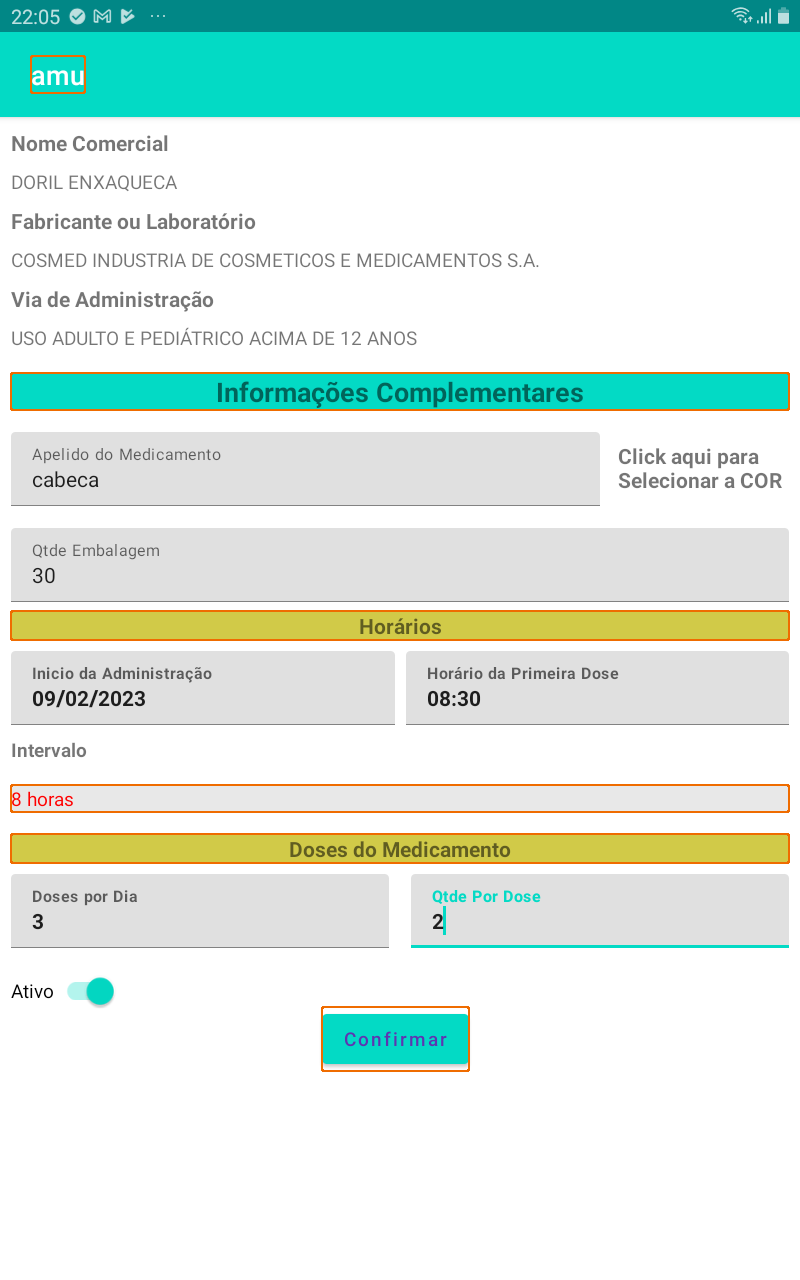 22:05 ...
amu
Nome Comercial
DORIL ENXAQUECA
Fabricante ou Laboratório
COSMED INDUSTRIA DE COSMETICOS E MEDICAMENTOS S.A.
Via de Administração
USO ADULTO E PEDIÁTRICO ACIMA DE 12 ANOS
Informações Complementares
Apelido do Medicamento
cabeca
Click aqui para
Selecionar a COR
Qtde Embalagem
30
Horários
Inicio da Administração
09/02/2023
Horário da Primeira Dose
08:30
Intervalo
8 horas
Doses do Medicamento
Doses por Dia
3
Qtde Por Dose
2
Ativo
Confirmar